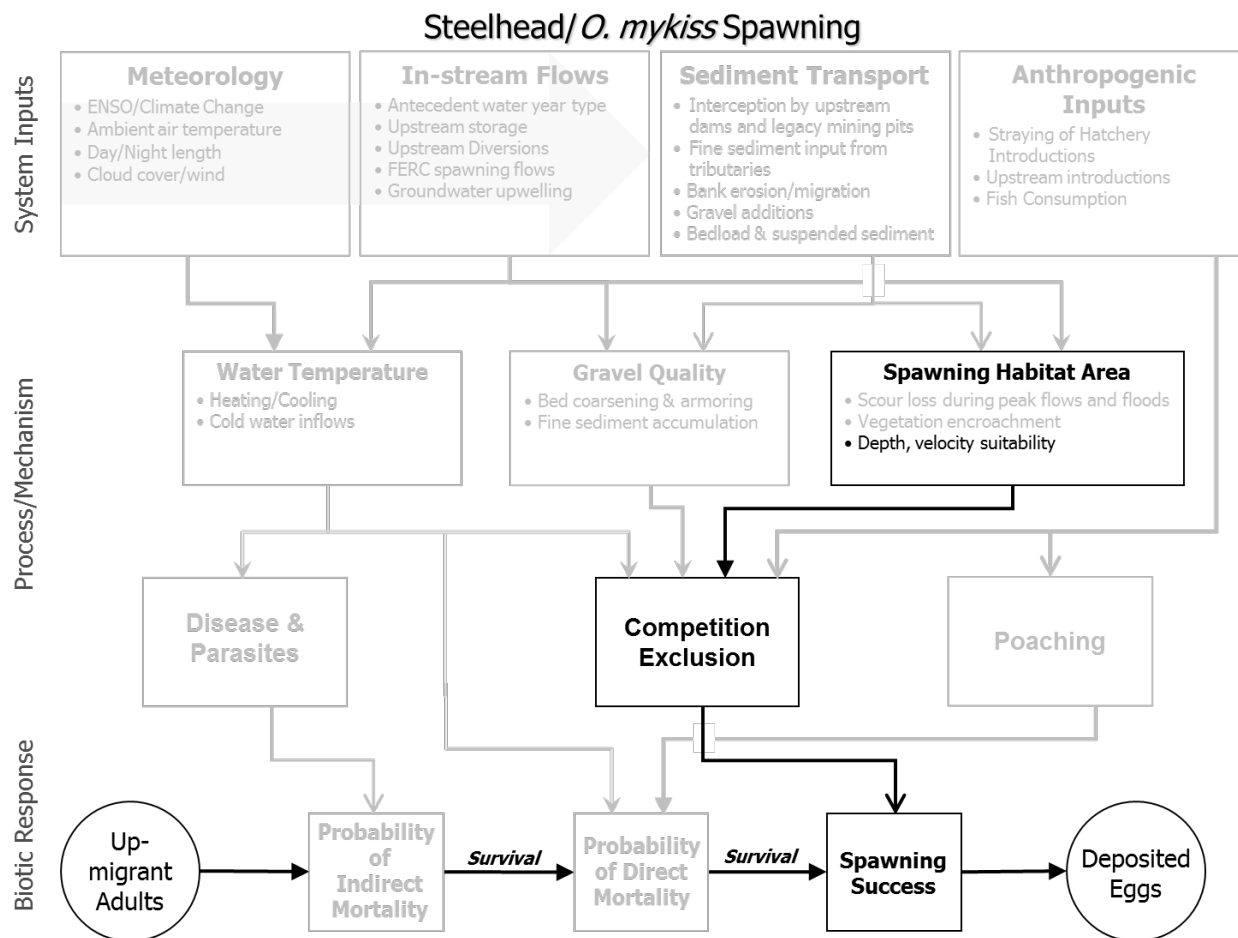 Steelhead/O. mykiss Spawning
System Inputs
Meteorology
• ENSO/Climate Change
• Ambient air temperature
• Day/Night length
• Cloud cover/wind
In-stream Flows
• Antecedent water year type
• Upstream storage
• Upstream Diversions
• FERC spawning flows
• Groundwater upwelling
Sediment Transport
• Interception by upstream
dams and legacy mining pits
• Fine sediment input from
tributaries
• Bank erosion/migration
• Gravel additions
• Bedload & suspended sediment
Anthropogenic
Inputs
• Straying of Hatchery
Introductions
• Upstream introductions
• Fish Consumption
Process/Mechanism
Water Temperature
• Heating/Cooling
• Cold water inflows
Gravel Quality
• Bed coarsening & armoring
• Fine sediment accumulation
Spawning Habitat Area
• Scour loss during peak flows and floods
• Vegetation encroachment
• Depth, velocity suitability
Disease &
Parasites
Competition
Exclusion
Poaching
Biotic Response
Up-
migrant
Adults
Probability
of
Indirect
Mortality
Survival
Probability
of Direct
Mortality
Survival
Spawning
Success
Deposited
Eggs